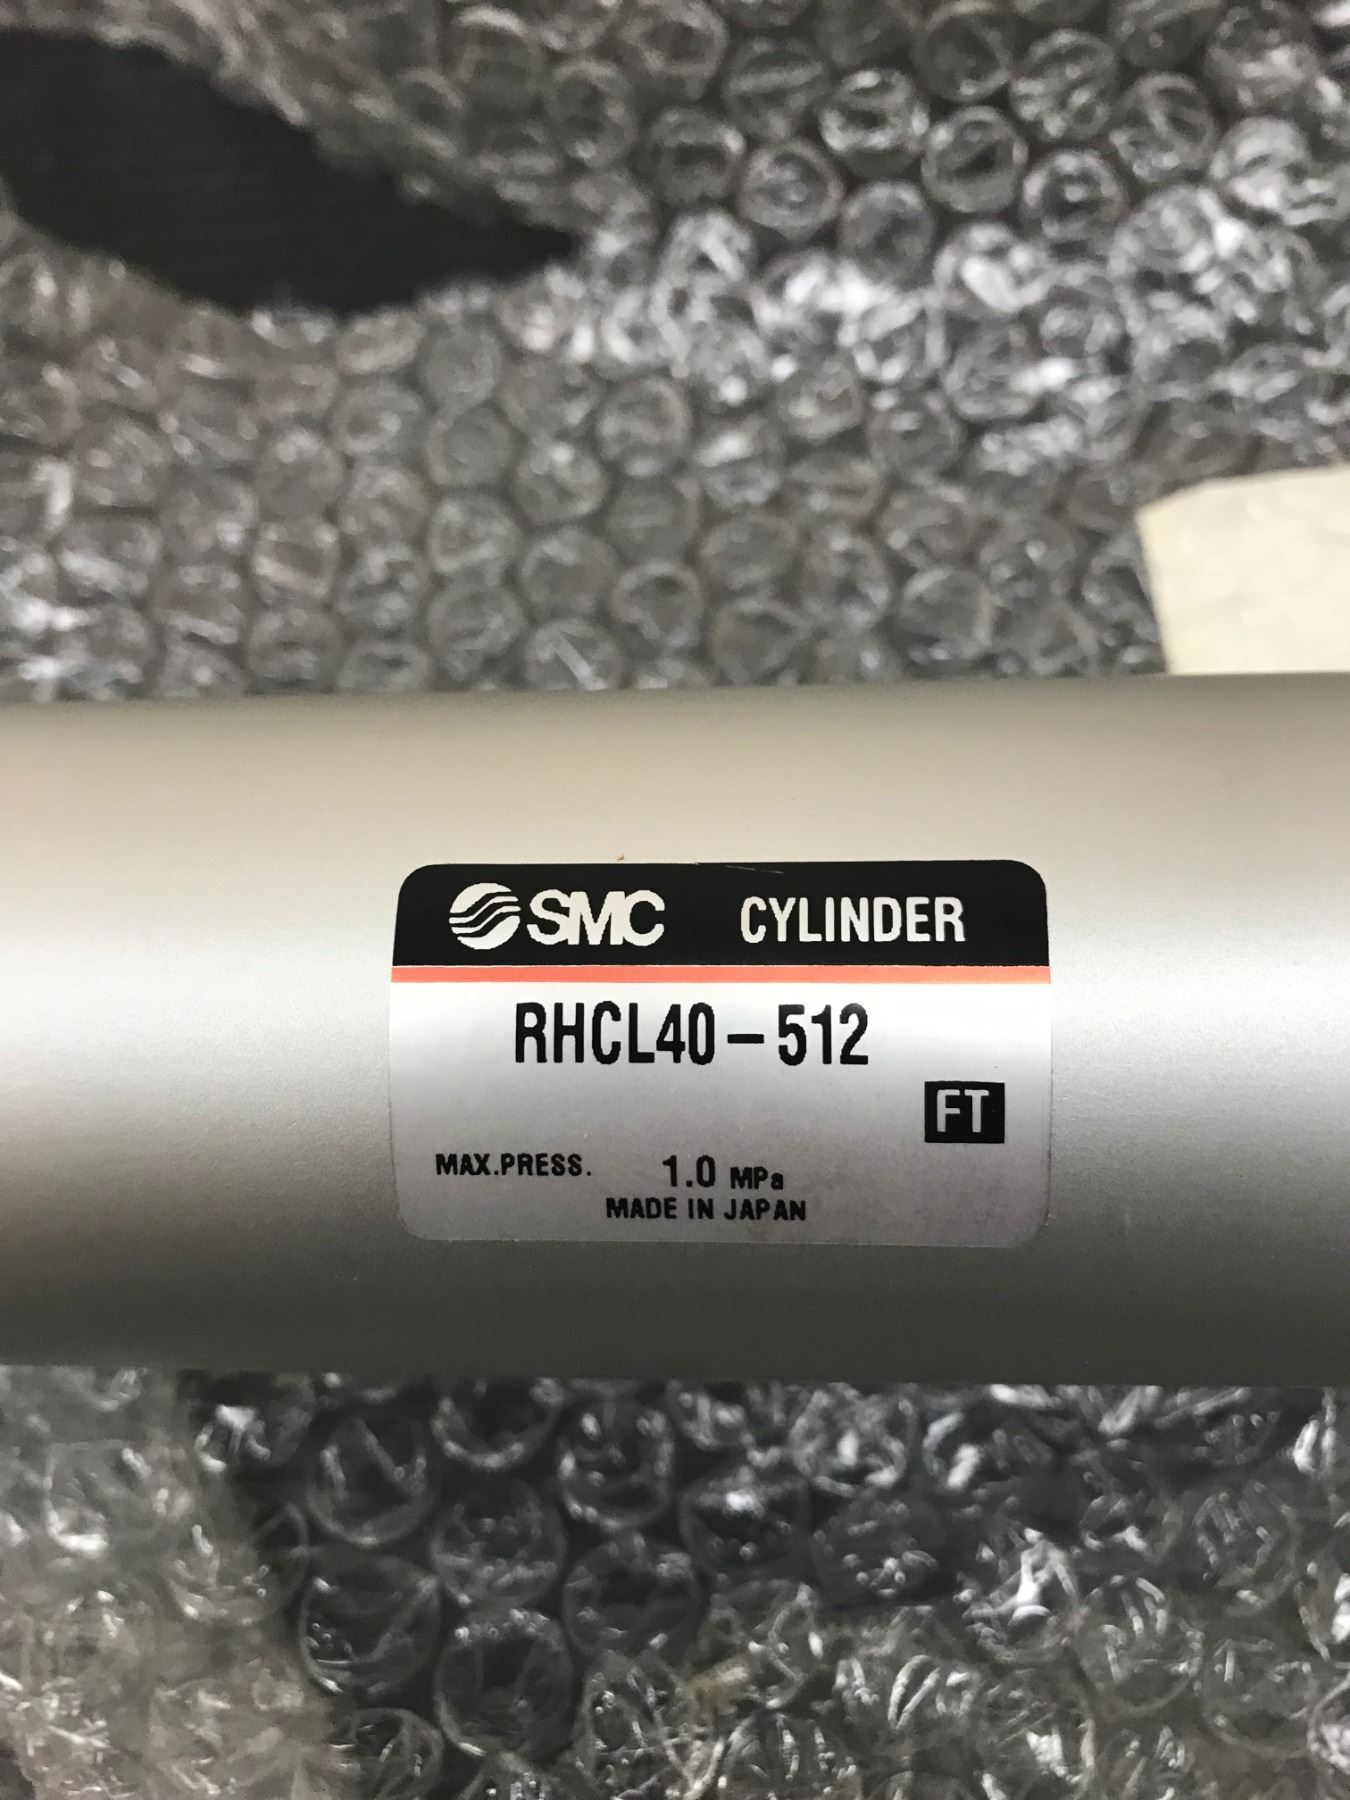 SMC CYLINDER
RHCL40-512
FT
MAX.PRESS. 1.0 MPa
MADE IN JAPAN